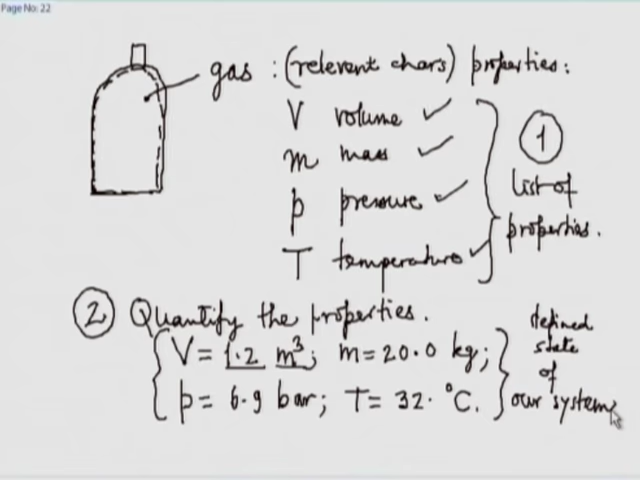 Page No: 22
gas : (relevent chars) properties :
V volume ✓
m mass ✓
p pressure ✓
T temperature ✓
1
list of
properties.
2 Quantify the properties.
V = 1.2 m³; m = 20.0 kg;
p = 6.9 bar; T = 32. °C.
defined
state
of
our system